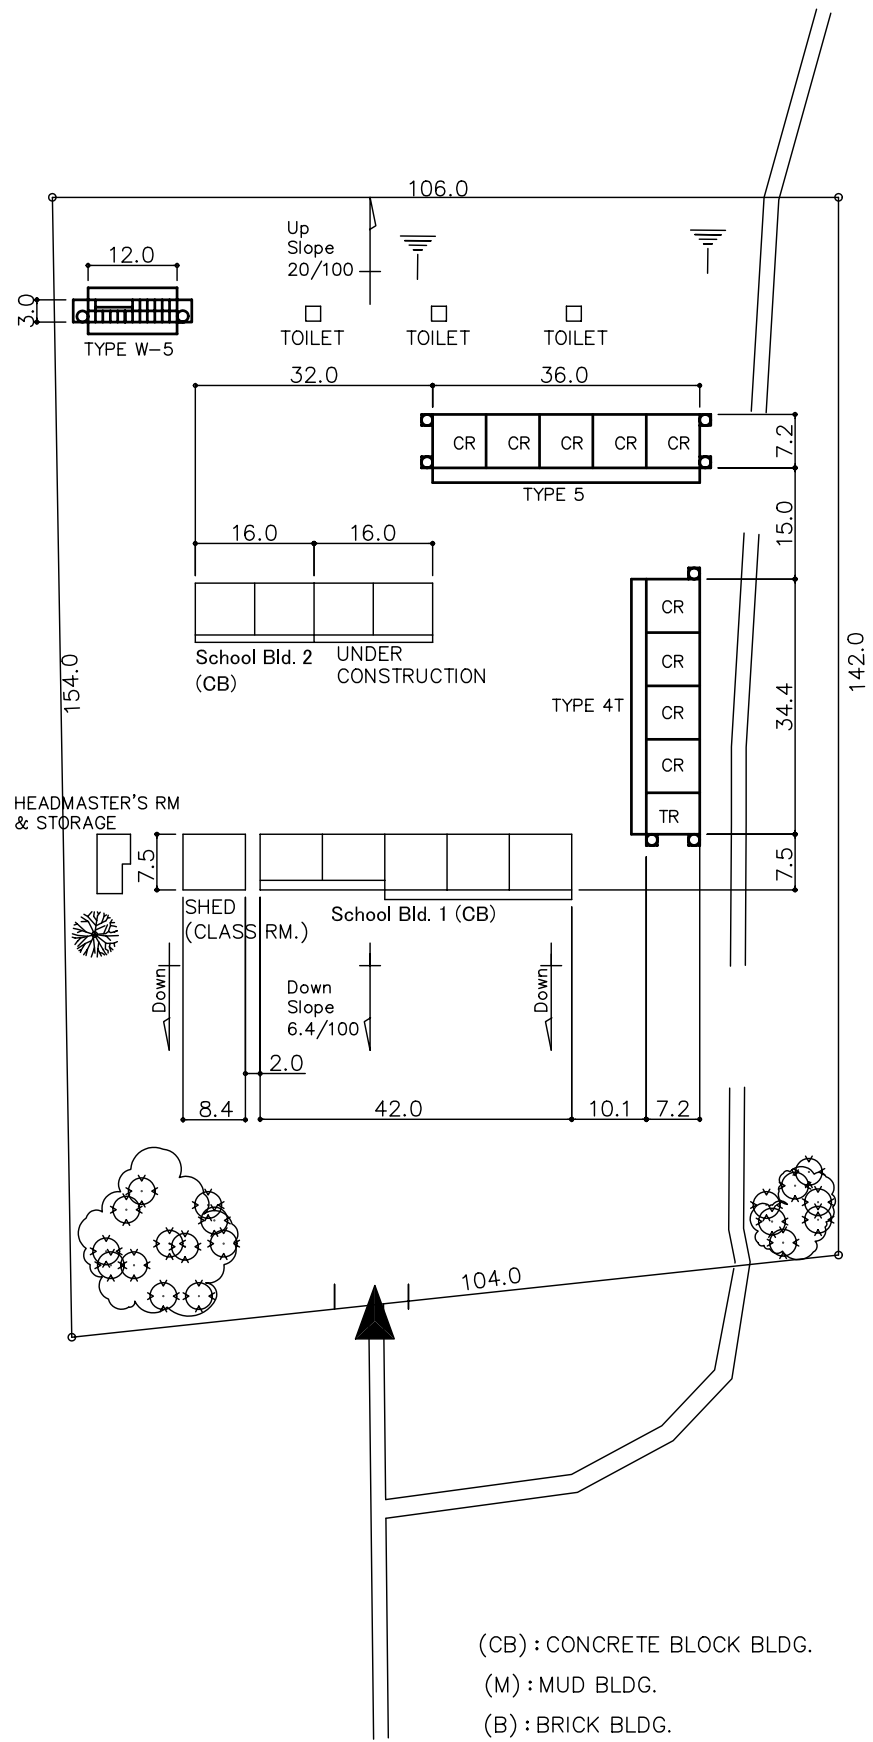 106.0
Up
Slope
20/100
12.0
3.0
TYPE W-5
TOILET
TOILET
TOILET
32.0
36.0
CR
CR
CR
CR
CR
7.2
TYPE 5
15.0
16.0
16.0
School Bld. 2
(CB)
UNDER
CONSTRUCTION
CR
CR
CR
CR
TR
TYPE 4T
34.4
142.0
154.0
HEADMASTER'S RM
& STORAGE
7.5
7.5
SHED
(CLASS RM.)
School Bld. 1 (CB)
Down
Down
Slope
6.4/100
Down
2.0
8.4
42.0
10.1
7.2
104.0
(CB) : CONCRETE BLOCK BLDG.
(M) : MUD BLDG.
(B) : BRICK BLDG.